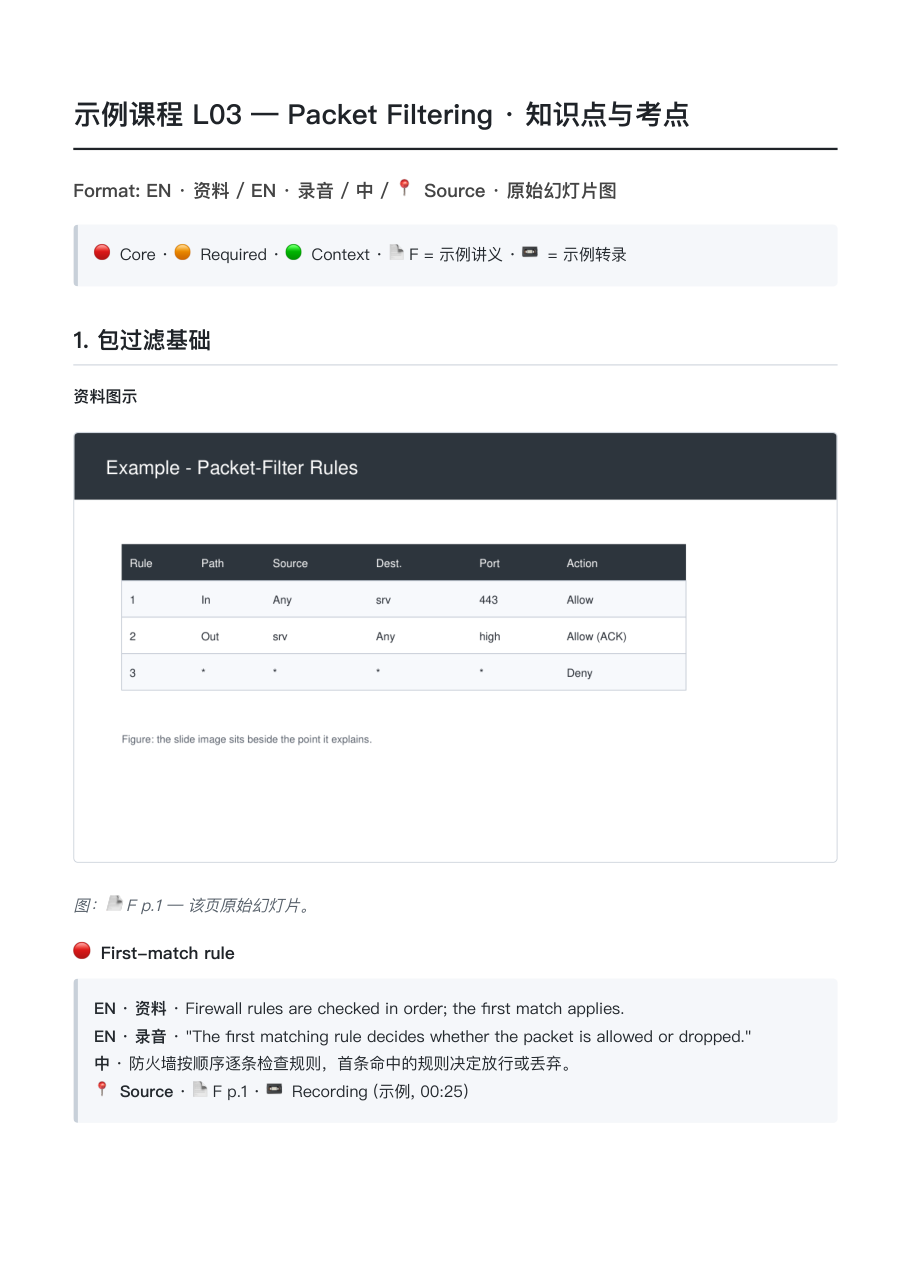 示例课程 L03 — Packet Filtering · 知识点与考点
Format: EN · 资料 / EN · 录音 / 中 / 📍 Source · 原始幻灯片图
🔴 Core · 🟠 Required · 🟢 Context · 📄F = 示例讲义 · 📼 = 示例转录
1. 包过滤基础
资料图示
Example - Packet-Filter Rules
Rule Path Source Dest. Port Action
1 In Any srv 443 Allow
2 Out srv Any high Allow (ACK)
3 * * * * Deny
Figure: the slide image sits beside the point it explains.
图：📄F p.1 — 该页原始幻灯片。
🔴 First-match rule
EN · 资料 · Firewall rules are checked in order; the first match applies.
EN · 录音 · "The first matching rule decides whether the packet is allowed or dropped."
中 · 防火墙按顺序逐条检查规则，首条命中的规则决定放行或丢弃。
📍 Source · 📄F p.1 · 📼 Recording (示例, 00:25)